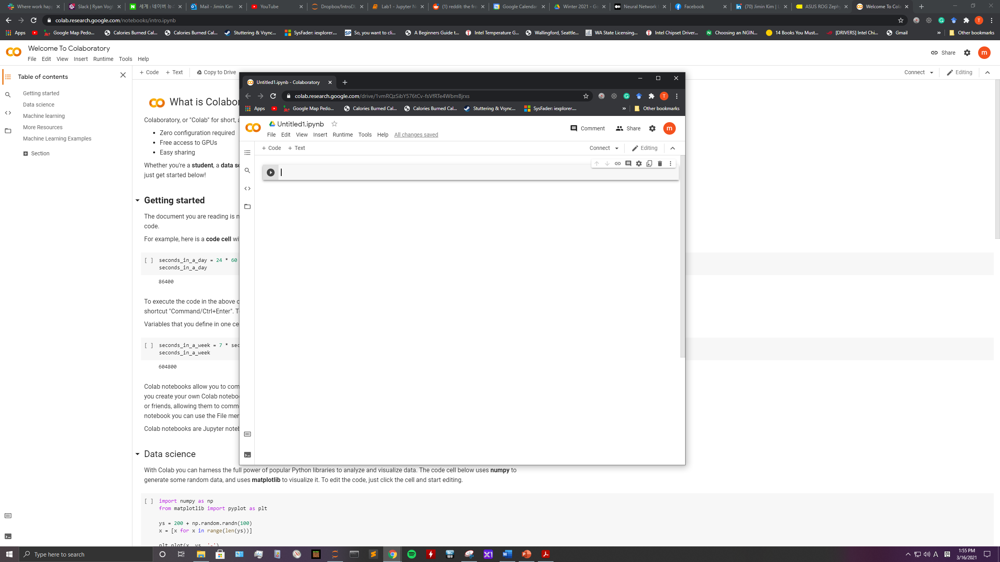 Where work hap
Slack | Ryan Vogt
세계 : 네이버 뉴스
Mail - Jimin Kim
YouTube
Dropbox/IntroDL
Lab1 - Jupyter N
(1) reddit: the fro
Google Calendar
Winter 2021 - Go
Neural Network
Facebook
(70) Jimin Kim | L
ASUS ROG Zephy
Welcome To Cola
colab.research.google.com/notebooks/intro.ipynb
Apps
Google Map Pedo...
Calories Burned Cal...
Calories Burned Cal...
Stuttering & Vsync...
SysFader: iexplorer....
So, you want to cli...
A Beginners Guide t...
Intel Temperature G...
Wallingford, Seattle...
WA State Licensing...
Intel Chipset Driver...
Choosing an NGIN...
14 Books You Must...
[DRIVERS] Intel Chi...
Gmail
»
Other bookmarks
Welcome To Colaboratory
File Edit View Insert Runtime Tools Help
Share
m
Table of contents
Getting started
Data science
Machine learning
More Resources
Machine Learning Examples
Section
+ Code + Text Copy to Drive
Connect Editing
What is Colabor
Colaboratory, or "Colab" for short, a
• Zero configuration required
• Free access to GPUs
• Easy sharing
Whether you're a student, a data sc
just get started below!
Getting started
The document you are reading is n
code.
For example, here is a code cell wi
[ ] seconds_in_a_day = 24 * 60
seconds_in_a_day
86400
To execute the code in the above c
shortcut "Command/Ctrl+Enter". To
Variables that you define in one ce
[ ] seconds_in_a_week = 7 * sec
seconds_in_a_week
604800
Colab notebooks allow you to com
you create your own Colab noteboo
or friends, allowing them to comme
notebook you can use the File men
Colab notebooks are Jupyter noteb
Data science
With Colab you can harness the full power of popular Python libraries to analyze and visualize data. The code cell below uses numpy to
generate some random data, and uses matplotlib to visualize it. To edit the code, just click the cell and start editing.
[ ] import numpy as np
from matplotlib import pyplot as plt
ys = 200 + np.random.randn(100)
x = [x for x in range(len(ys))]
plt.plot(x, ys, '-')
Untitled1.ipynb - Colaboratory
colab.research.google.com/drive/1vmRQzSibY576tCv-fsVfRTe4WbmBjrxs
T
Apps
Google Map Pedo...
Calories Burned Cal...
Calories Burned Cal...
Stuttering & Vsync...
SysFader: iexplorer....
»
Other bookmarks
Untitled1.ipynb
Comment Share
m
File Edit View Insert Runtime Tools Help All changes saved
+ Code + Text
Connect Editing
Type here to search
A
한
1:55 PM
3/16/2021